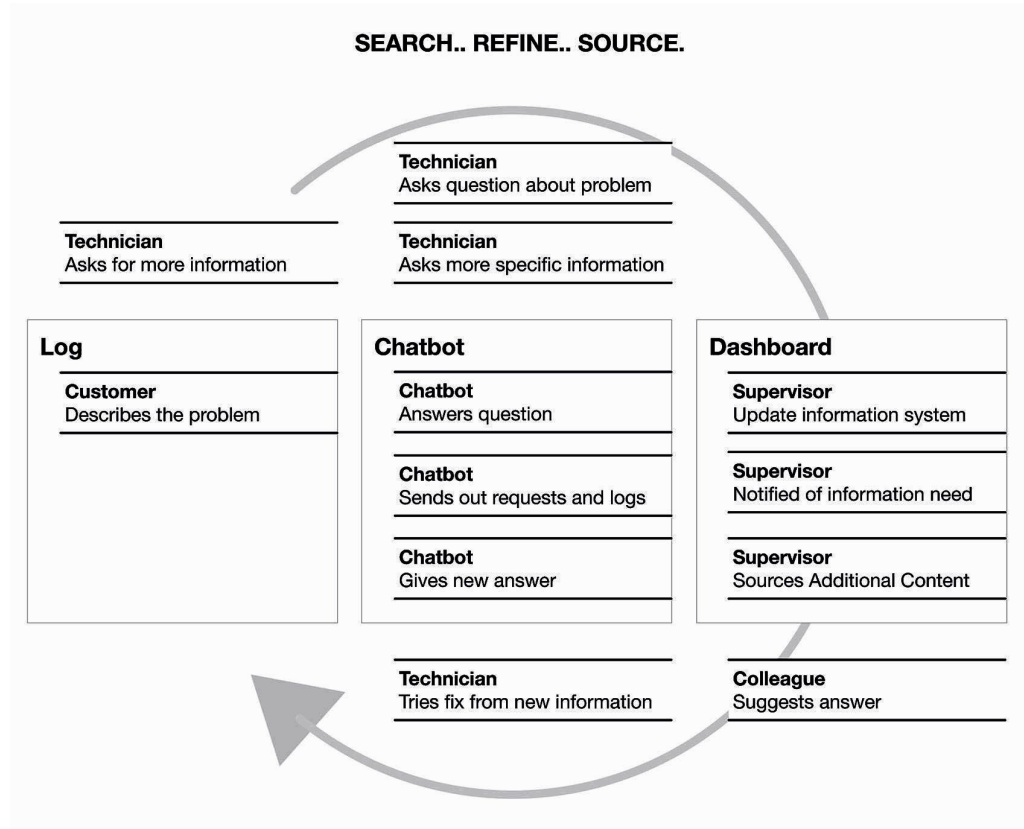 SEARCH.. REFINE.. SOURCE.
Technician
Asks question about problem
Technician
Asks for more information
Technician
Asks more specific information
Log
Customer
Describes the problem
Chatbot
Chatbot
Answers question
Chatbot
Sends out requests and logs
Chatbot
Gives new answer
Dashboard
Supervisor
Update information system
Supervisor
Notified of information need
Supervisor
Sources Additional Content
Technician
Tries fix from new information
Colleague
Suggests answer